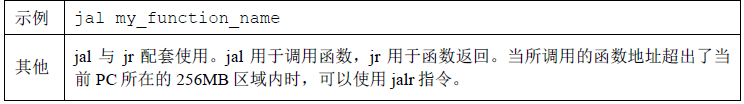 示例
jal my_function_name
其他
jal 与 jr 配套使用。jal 用于调用函数，jr 用于函数返回。当所调用的函数地址超出了当
前 PC 所在的 256MB 区域内时，可以使用 jalr 指令。